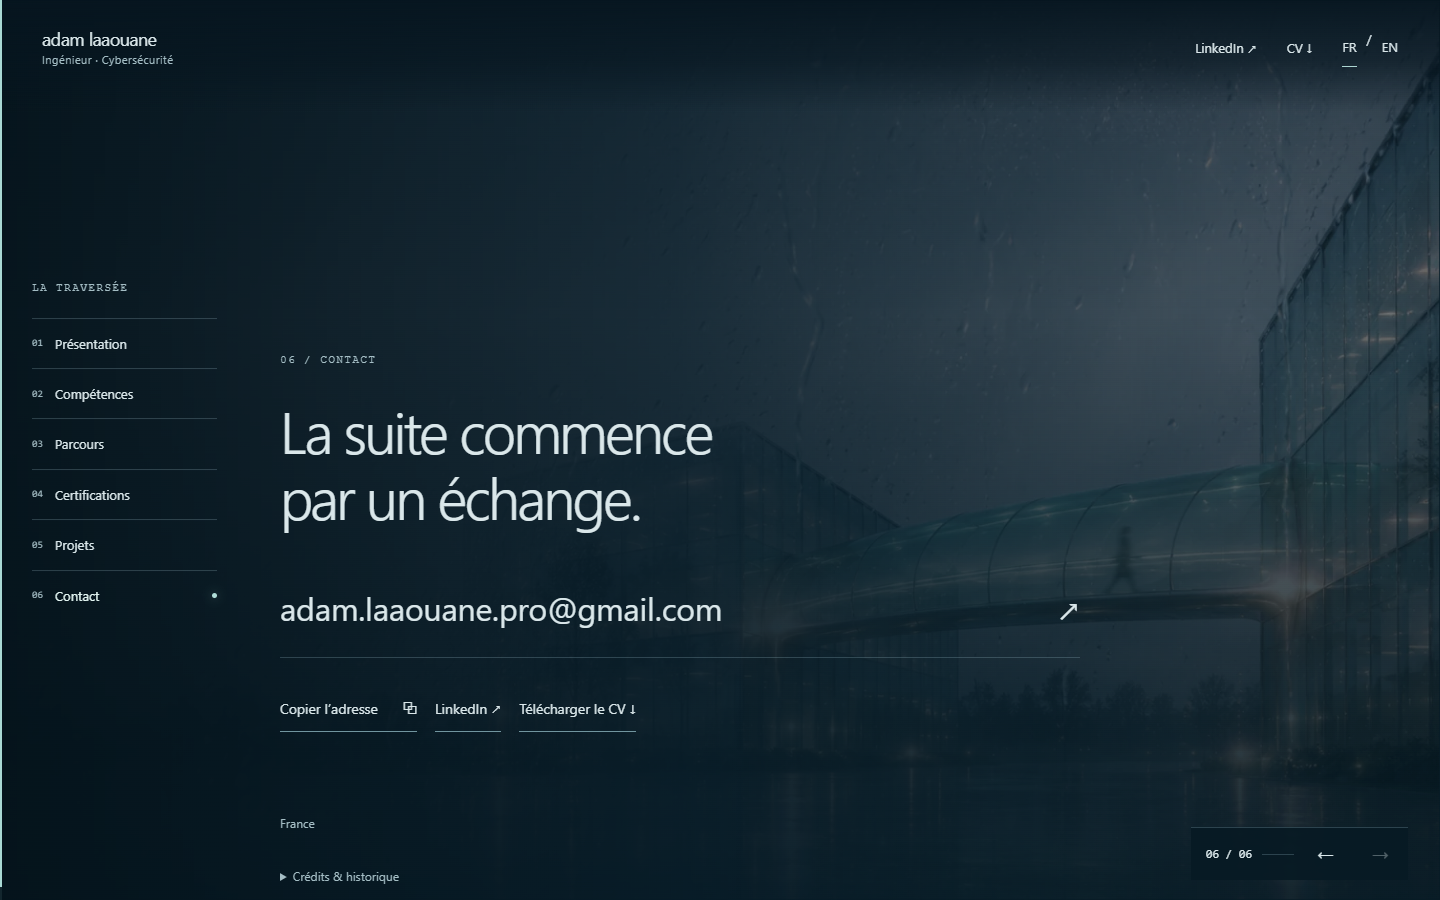 adam laaouane
Ingénieur · Cybersécurité
LinkedIn ↗
CV ↓
FR / EN
LA TRAVERSÉE
01 Présentation
02 Compétences
03 Parcours
04 Certifications
05 Projets
06 Contact
06 / CONTACT
La suite commence
par un échange.
adam.laaouane.pro@gmail.com ↗
Copier l’adresse
LinkedIn ↗
Télécharger le CV ↓
France
▶ Crédits & historique
06 / 06 ← →